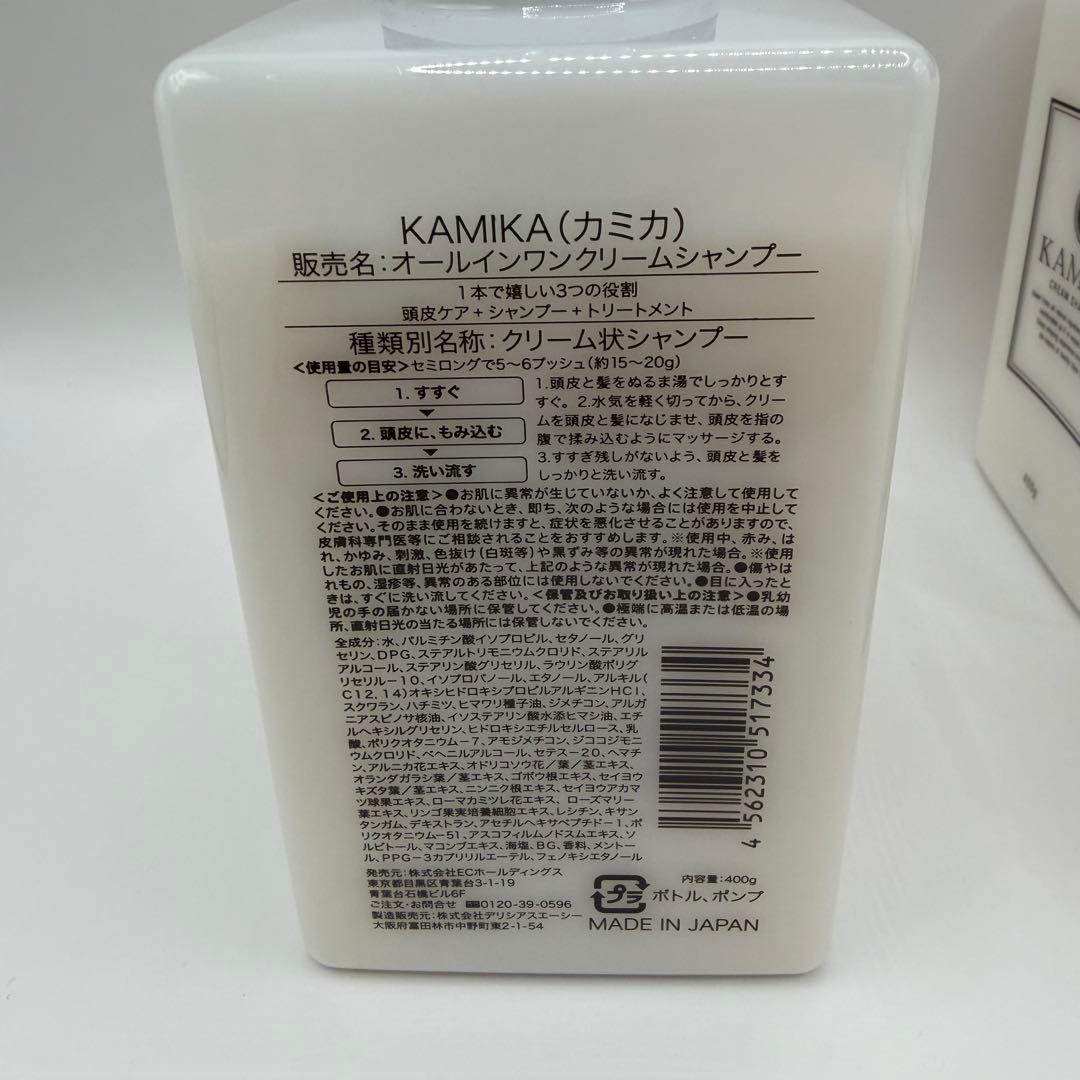 KAMIKA(カミカ)
販売名:オールインワンクリームシャンプー
1本で嬉しい3つの役割
頭皮ケア+シャンプー+トリートメント
種類別名称:クリーム状シャンプー
<使用量の目安>セミロングで5〜6プッシュ(約15〜20g)
1. すすぐ
2. 頭皮に、もみ込む
3. 洗い流す
1.頭皮と髪をぬるま湯でしっかりとす
すぐ。2.水気を軽く切ってから、クリー
ムを頭皮と髪になじませ、頭皮を指の
腹で揉み込むようにマッサージする。
3.すすぎ残しがないよう、頭皮と髪を
しっかりと洗い流す。
<ご使用上の注意>●お肌に異常が生じていないか、よく注意して使用して
ください。●お肌に合わないとき、即ち、次のような場合には使用を中止して
ください。そのまま使用を続けますと、症状を悪化させることがありますので、
皮膚科専門医等にご相談されることをおすすめします。※使用中、赤み、は
れ、かゆみ、刺激、色抜け(白斑等)や黒ずみ等の異常が現れた場合。※使用
したお肌に直射日光があたって、上記のような異常が現れた場合。●傷やは
れもの、湿疹等、異常のある部位には使用しないでください。●目に入ったと
きは、すぐに洗い流してください。<保管及びお取り扱い上の注意>●乳幼
児の手の届かない場所に保管してください。●極端に高温または低温の場
所、直射日光の当たる場所には保管しないでください。
全成分:水、パルミチン酸イソプロピル、セタノール、グリ
セリン、DPG、ステアルトリモニウムクロリド、ステアリル
アルコール、ステアリン酸グリセリル、ラウリン酸ポリグ
リセリル-10、イソプロパノール、エタノール、アルキル(
C12,14)オキシヒドロキシプロピルアルギニンHCl、
スクワラン、ハチミツ、ヒマワリ種子油、ジメチコン、アルガ
ニアスピノサ核油、イソステアリン酸水添ヒマシ油、エチ
ルヘキシルグリセリン、ヒドロキシエチルセルロース、乳
酸、ポリクオタニウム-7、アモジメチコン、ジココジモニ
ウムクロリド、ベヘニルアルコール、セテス-20、ヘマチ
ン、アルニカ花エキス、オドリコソウ花/葉/茎エキス、
オランダガラシ葉/茎エキス、ゴボウ根エキス、セイヨウ
キズタ葉/茎エキス、ニンニク根エキス、セイヨウアカマ
ツ球果エキス、ローマカミツレ花エキス、ローズマリー
葉エキス、リンゴ果実培養細胞エキス、レシチン、キサン
タンガム、デキストラン、アセチルヘキサペプチド-1、ポ
リクオタニウム-51、アスコフィルムノドスムエキス、ソ
ルビトール、マコンブエキス、海塩、BG、香料、メントー
ル、PPG-3カプリリルエーテル、フェノキシエタノール
4 562310 517334
発売元:株式会社ECホールディングス
東京都目黒区青葉台3-1-19
青葉台石橋ビル6F
ご注文・お問合せ 0120-39-0596
製造販売元:株式会社デリシアスエーシー
大阪府富田林市中野町東2-1-54
内容量:400g
プラ ボトル、ポンプ
MADE IN JAPAN
KAM
CREAM SH
400g